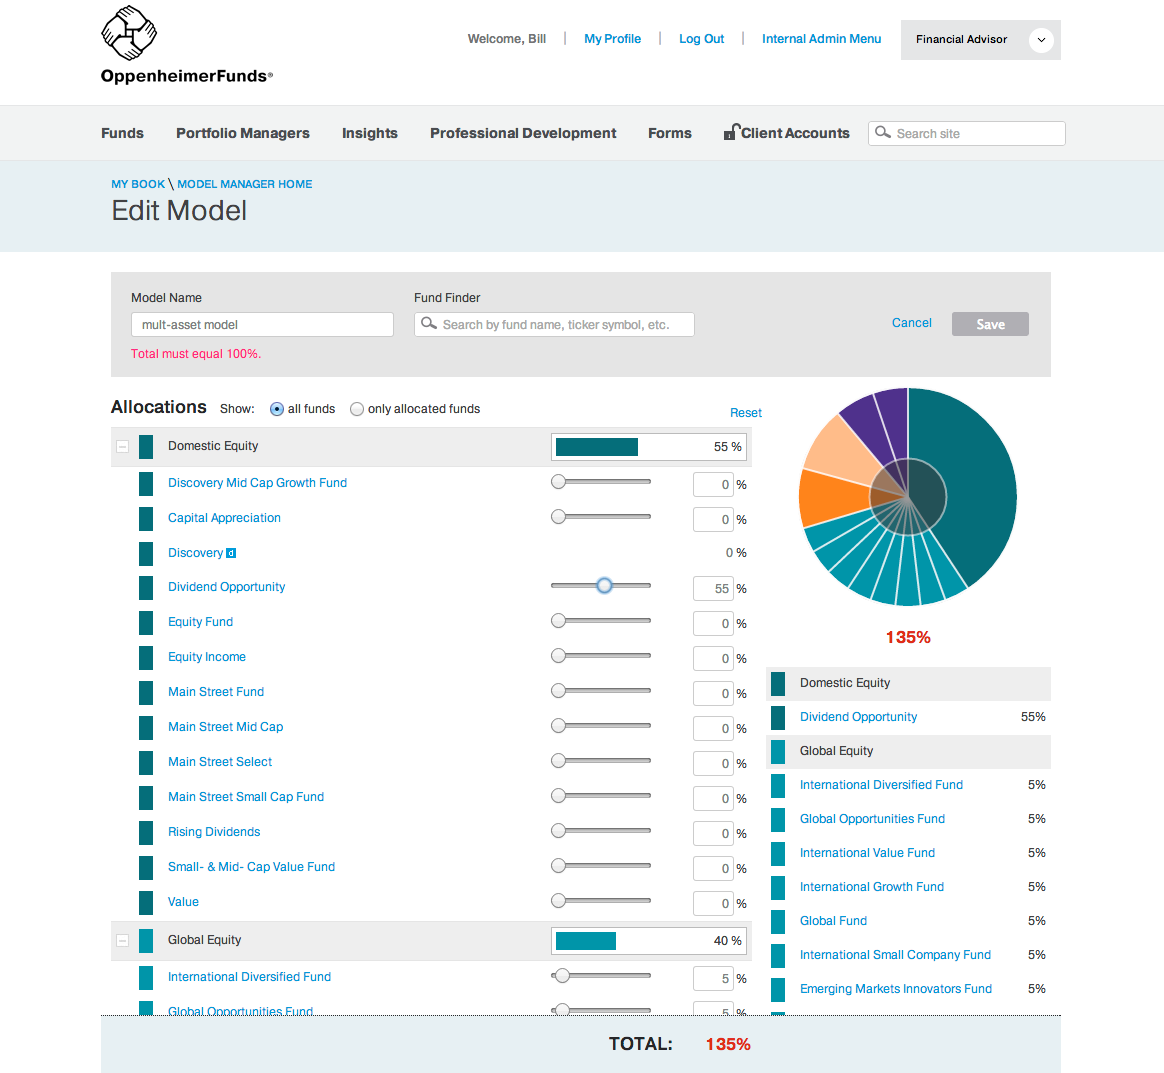 OppenheimerFunds®
Welcome, Bill | My Profile | Log Out | Internal Admin Menu
Financial Advisor
Funds Portfolio Managers Insights Professional Development Forms Client Accounts Search site
MY BOOK \ MODEL MANAGER HOME
Edit Model
Model Name Fund Finder
mult-asset model Search by fund name, ticker symbol, etc. Cancel Save
Total must equal 100%.
Allocations Show: all funds only allocated funds Reset
Domestic Equity 55 %
Discovery Mid Cap Growth Fund 0 %
Capital Appreciation 0 %
Discovery d 0 %
Dividend Opportunity 55 %
Equity Fund 0 %
Equity Income 0 %
Main Street Fund 0 %
Main Street Mid Cap 0 %
Main Street Select 0 %
Main Street Small Cap Fund 0 %
Rising Dividends 0 %
Small- & Mid- Cap Value Fund 0 %
Value 0 %
Global Equity 40 %
International Diversified Fund 5 %
Global Opportunities Fund 5 %
135%
Domestic Equity
Dividend Opportunity 55%
Global Equity
International Diversified Fund 5%
Global Opportunities Fund 5%
International Value Fund 5%
International Growth Fund 5%
Global Fund 5%
International Small Company Fund 5%
Emerging Markets Innovators Fund 5%
TOTAL: 135%